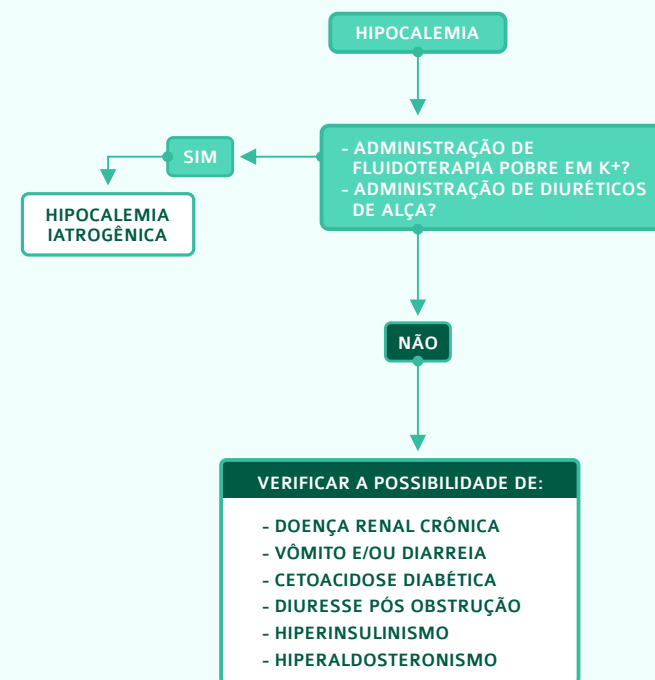 HIPOCALEMIA
- ADMINISTRAÇÃO DE
FLUIDOTERAPIA POBRE EM K+?
- ADMINISTRAÇÃO DE DIURÉTICOS
DE ALÇA?
SIM
HIPOCALEMIA
IATROGÊNICA
NÃO
VERIFICAR A POSSIBILIDADE DE:
- DOENÇA RENAL CRÔNICA
- VÔMITO E/OU DIARREIA
- CETOACIDOSE DIABÉTICA
- DIURESSE PÓS OBSTRUÇÃO
- HIPERINSULINISMO
- HIPERALDOSTERONISMO